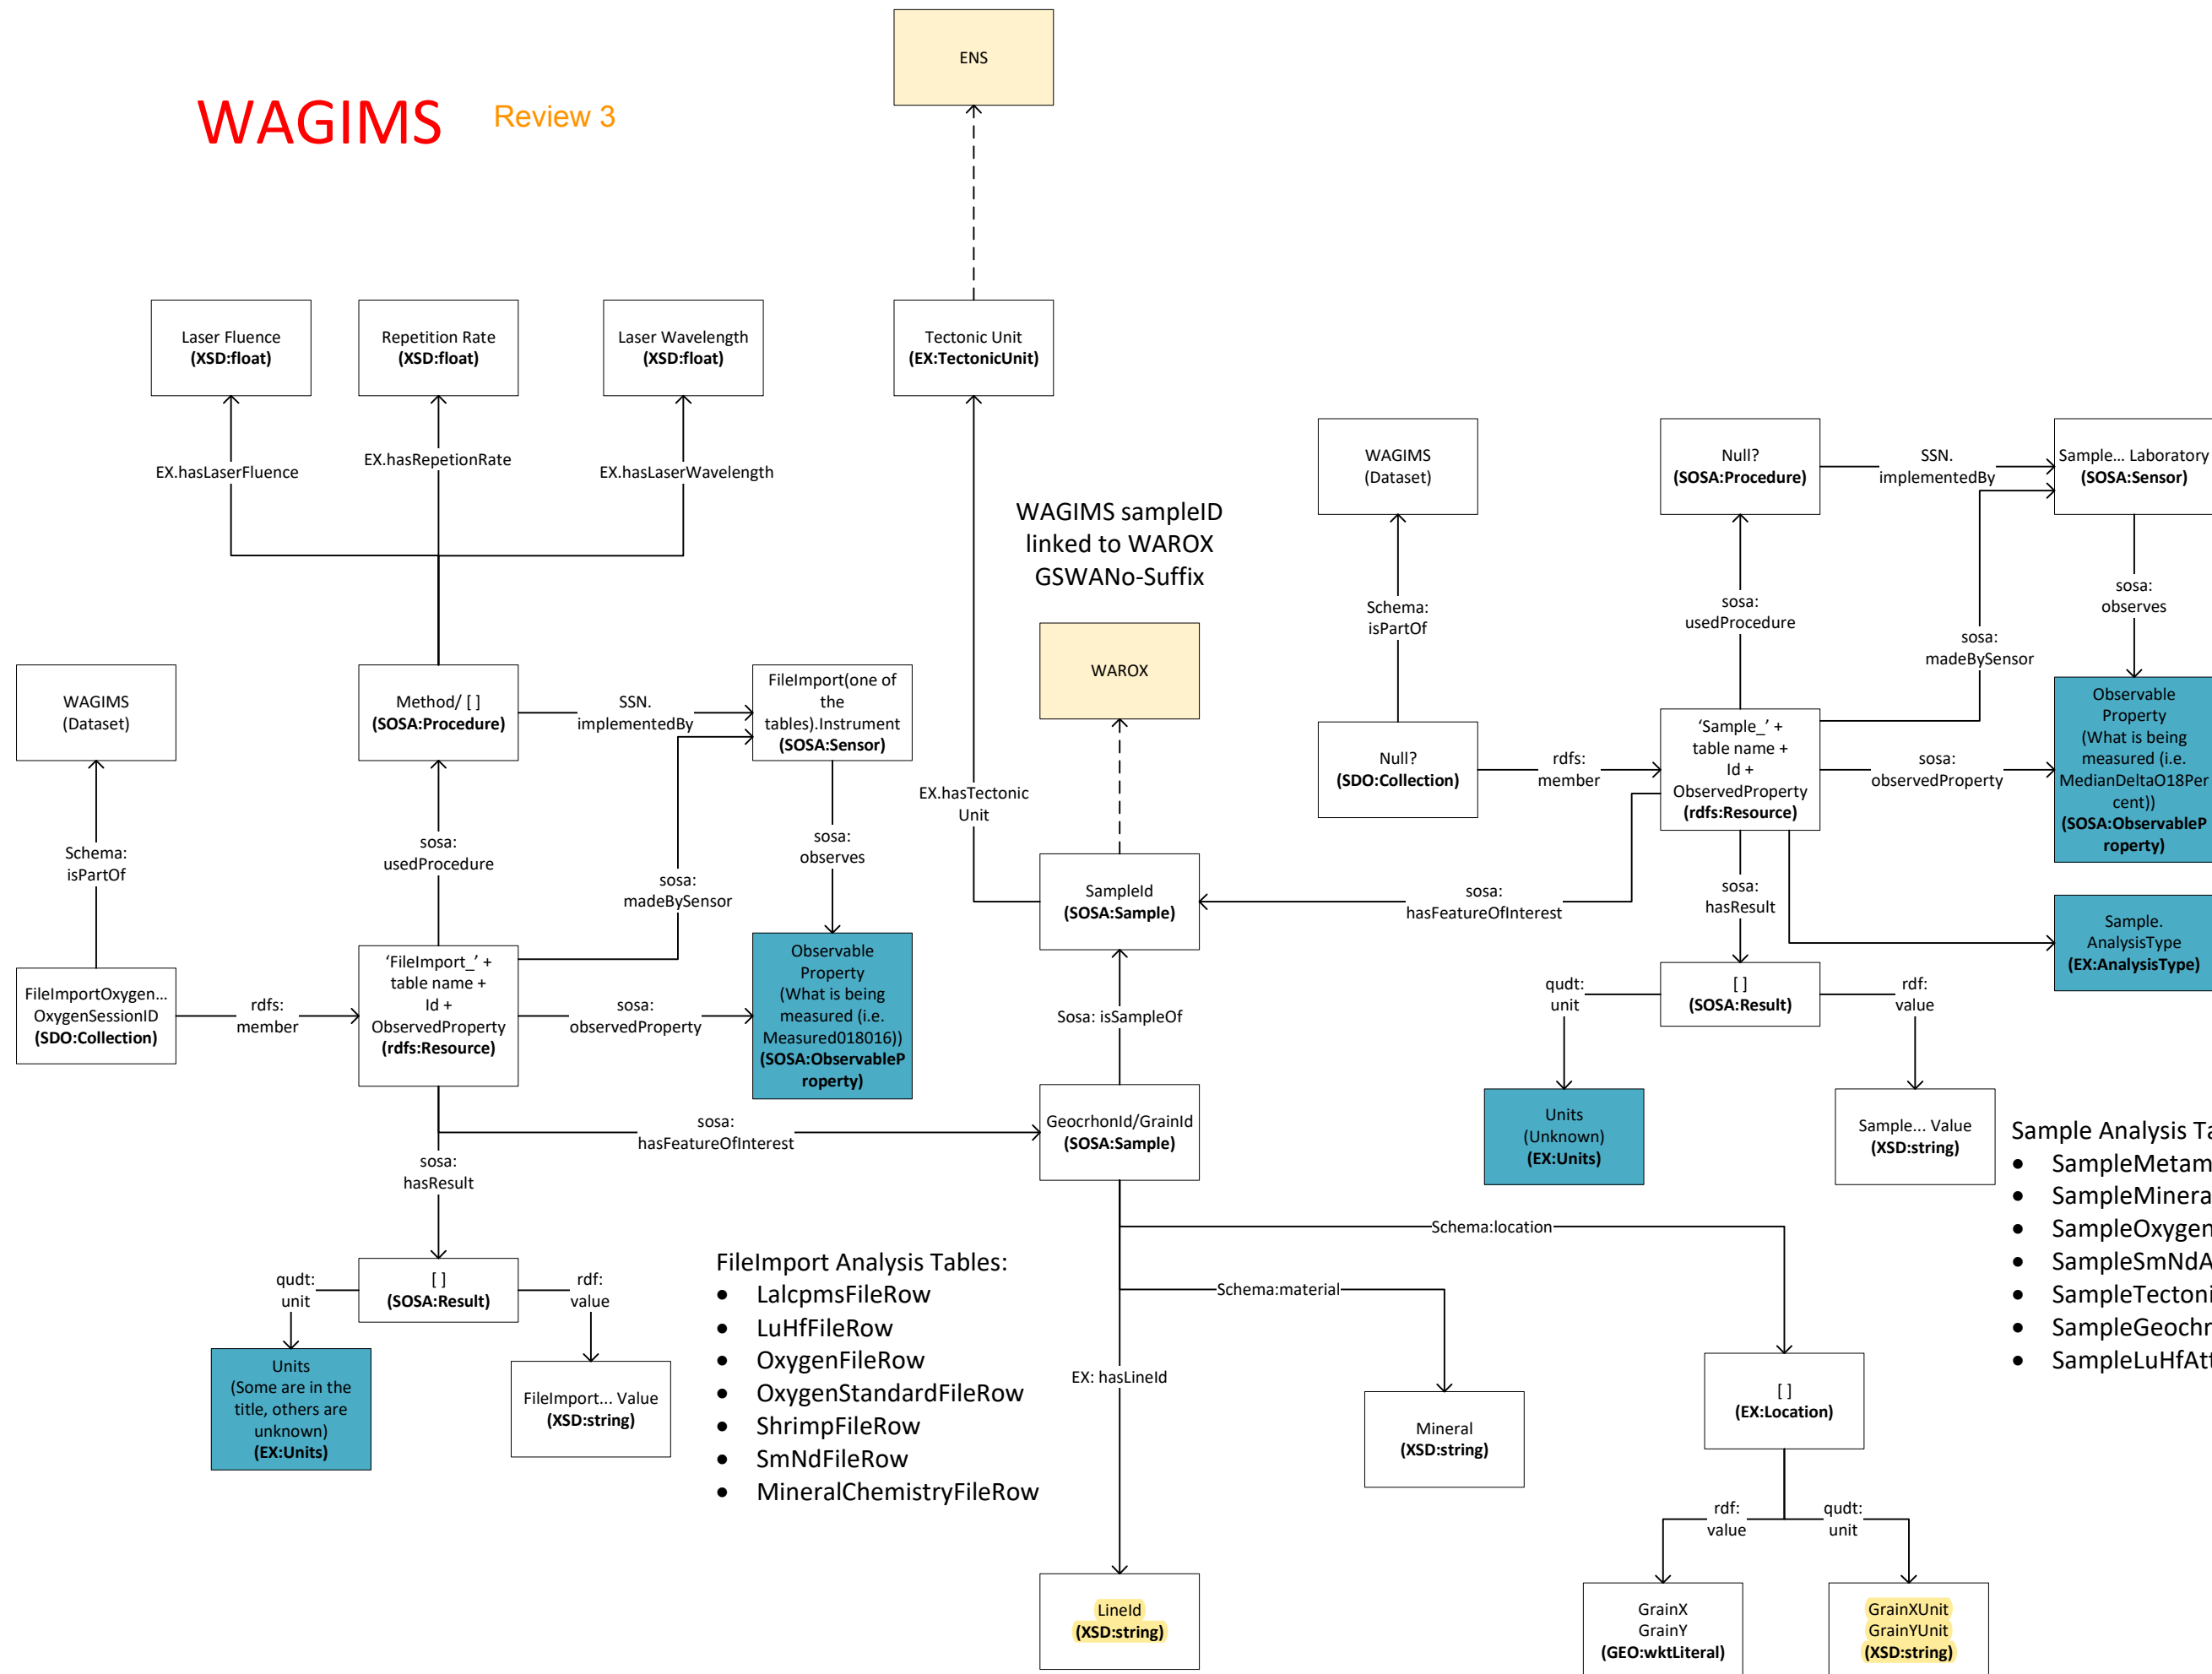 WAGIMS
Review 3
ENS
Laser Fluence
(XSD:float)
Repetition Rate
(XSD:float)
Laser Wavelength
(XSD:float)
Tectonic Unit
(EX:TectonicUnit)
EX.hasLaserFluence
EX.hasRepetionRate
EX.hasLaserWavelength
WAGIMS
(Dataset)
Null?
(SOSA:Procedure)
SSN.
implementedBy
Sample... Laboratory
(SOSA:Sensor)
WAGIMS sampleID
linked to WAROX
GSWANo-Suffix
Schema:
isPartOf
sosa:
usedProcedure
sosa:
madeBySensor
sosa:
observes
WAROX
WAGIMS
(Dataset)
Method/ [ ]
(SOSA:Procedure)
SSN.
implementedBy
FileImport(one of
the
tables).Instrument
(SOSA:Sensor)
Null?
(SDO:Collection)
rdfs:
member
‘Sample_’ +
table name +
Id +
ObservedProperty
(rdfs:Resource)
sosa:
observedProperty
Observable
Property
(What is being
measured (i.e.
MedianDeltaO18Per
cent))
(SOSA:ObservableP
roperty)
EX.hasTectonic
Unit
Schema:
isPartOf
sosa:
usedProcedure
sosa:
madeBySensor
sosa:
observes
SampleId
(SOSA:Sample)
sosa:
hasFeatureOfInterest
sosa:
hasResult
Sample.
AnalysisType
(EX:AnalysisType)
FileImportOxygen...
OxygenSessionID
(SDO:Collection)
rdfs:
member
‘FileImport_’ +
table name +
Id +
ObservedProperty
(rdfs:Resource)
sosa:
observedProperty
Observable
Property
(What is being
measured (i.e.
Measured018016))
(SOSA:ObservableP
roperty)
Sosa: isSampleOf
qudt:
unit
[ ]
(SOSA:Result)
rdf:
value
sosa:
hasFeatureOfInterest
GeocrhonId/GrainId
(SOSA:Sample)
Units
(Unknown)
(EX:Units)
Sample... Value
(XSD:string)
sosa:
hasResult
Sample Analysis Ta
• SampleMetam
• SampleMinera
• SampleOxygen
• SampleSmNdA
• SampleTectoni
• SampleGeochr
• SampleLuHfAtt
Schema:location
Schema:material
EX: hasLineId
qudt:
unit
[ ]
(SOSA:Result)
rdf:
value
Units
(Some are in the
title, others are
unknown)
(EX:Units)
FileImport... Value
(XSD:string)
FileImport Analysis Tables:
• LalcpmsFileRow
• LuHfFileRow
• OxygenFileRow
• OxygenStandardFileRow
• ShrimpFileRow
• SmNdFileRow
• MineralChemistryFileRow
Mineral
(XSD:string)
[ ]
(EX:Location)
rdf:
value
qudt:
unit
LineId
(XSD:string)
GrainX
GrainY
(GEO:wktLiteral)
GrainXUnit
GrainYUnit
(XSD:string)